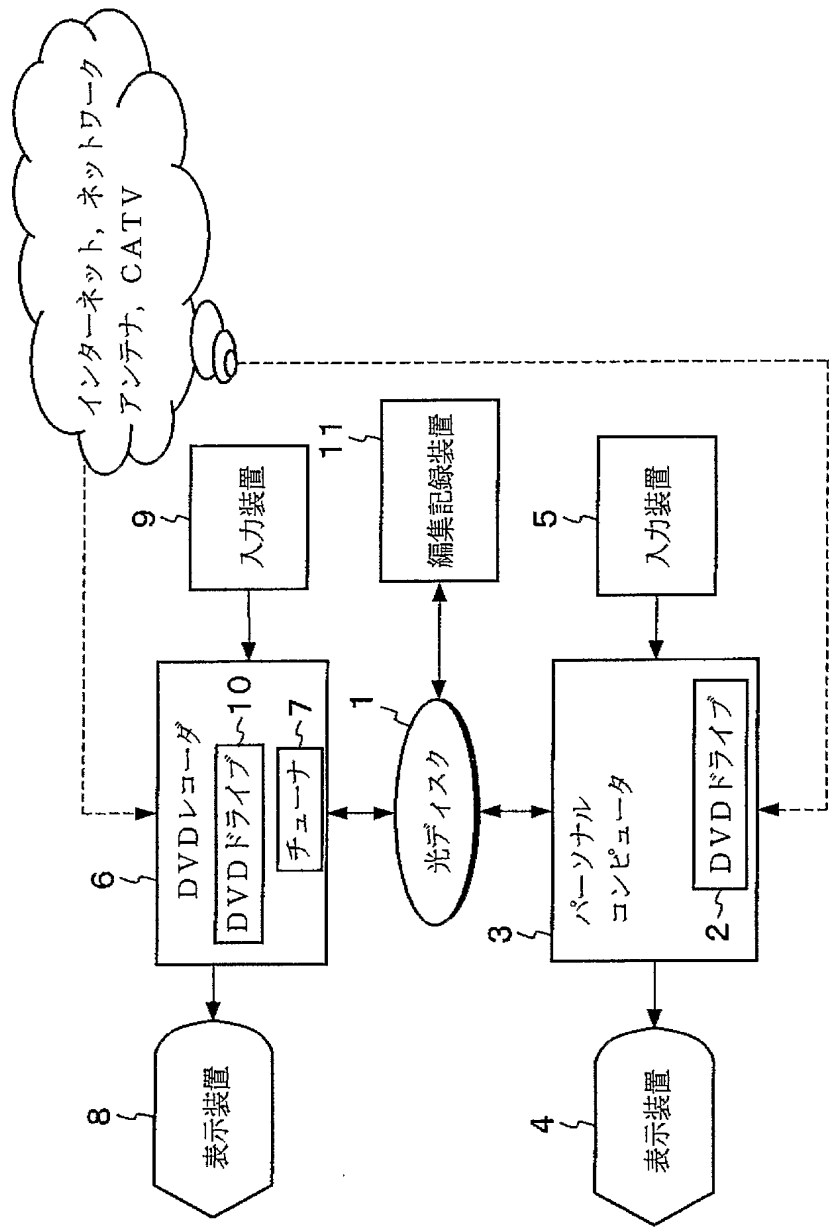 インターネット, ネットワーク
アンテナ, CATV
9
入力装置
11
編集記録装置
5
入力装置
6
DVDレコーダ
DVDドライブ
10
チューナ
7
1
光ディスク
3
パーソナル
コンピュータ
2
DVDドライブ
8
表示装置
4
表示装置